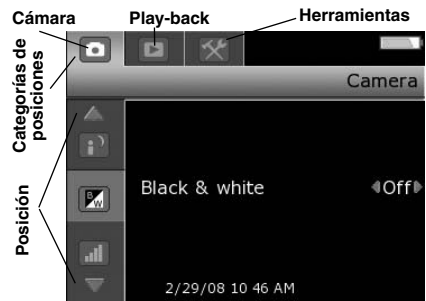 Cámara
Play-back
Herramientas
Categorías de
posiciones
Camera
Posición
B
W
Black & white
Off
2/29/08 10 46 AM